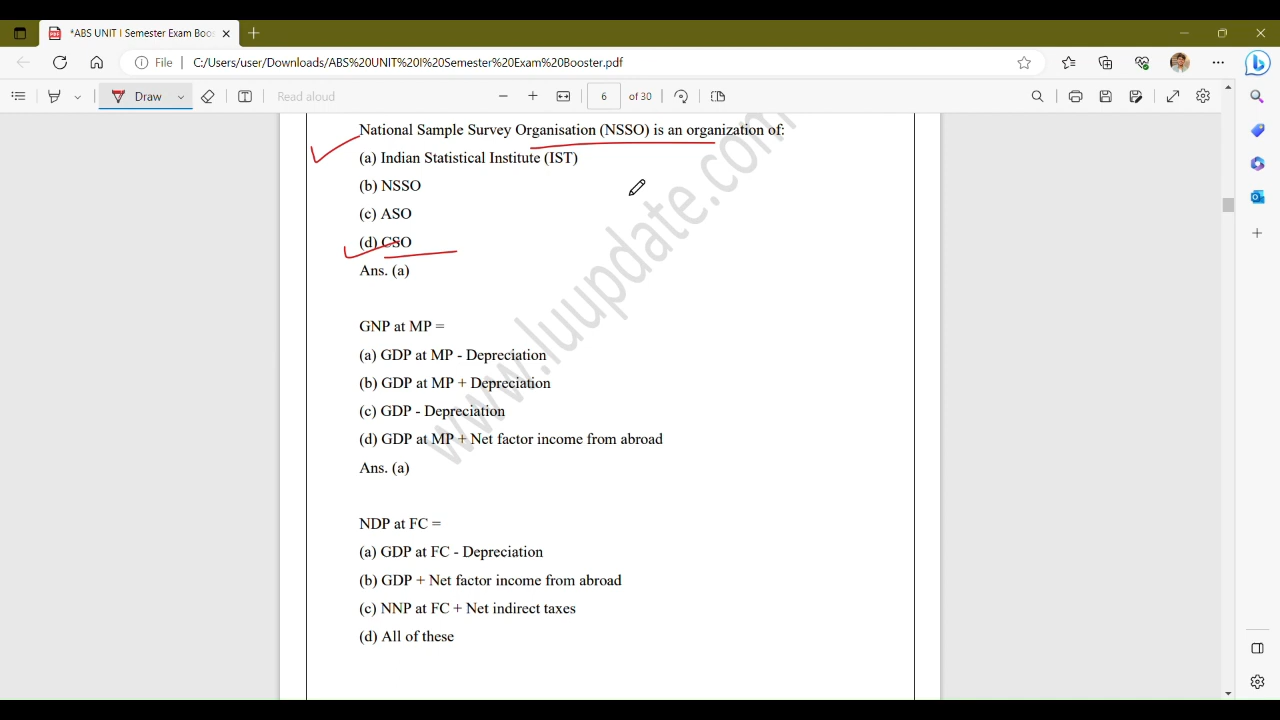 *ABS UNIT I Semester Exam Boo
File | C:/Users/user/Downloads/ABS%20UNIT%20I%20Semester%20Exam%20Booster.pdf
Draw
Read aloud
6 of 30
National Sample Survey Organisation (NSSO) is an organization of:
(a) Indian Statistical Institute (IST)
(b) NSSO
(c) ASO
(d) CSO
Ans. (a)
GNP at MP =
(a) GDP at MP - Depreciation
(b) GDP at MP + Depreciation
(c) GDP - Depreciation
(d) GDP at MP + Net factor income from abroad
Ans. (a)
NDP at FC =
(a) GDP at FC - Depreciation
(b) GDP + Net factor income from abroad
(c) NNP at FC + Net indirect taxes
(d) All of these
www.luupdate.com